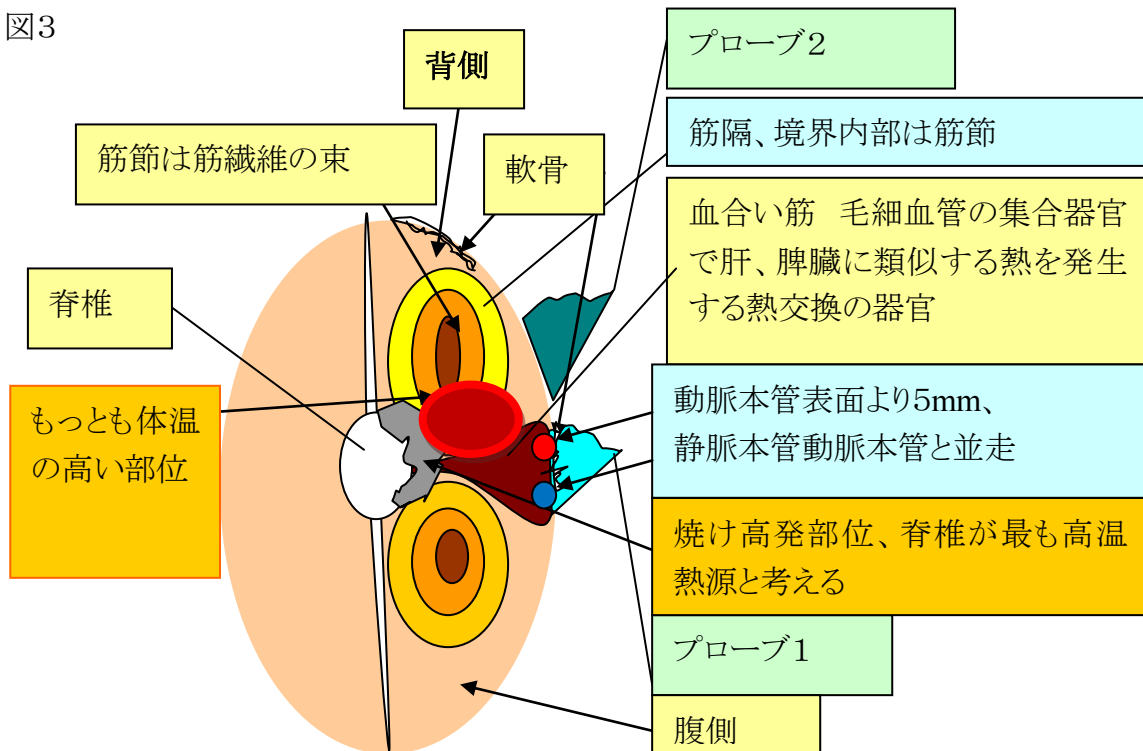 図3
背側
筋節は筋繊維の束
軟骨
脊椎
もっとも体温
の高い部位
プローブ2
筋隔、境界内部は筋節
血合い筋 毛細血管の集合器官
で肝、脾臓に類似する熱を発生
する熱交換の器官
動脈本管表面より5mm、
静脈本管動脈本管と並走
焼け高発部位、脊椎が最も高温
熱源と考える
プローブ1
腹側